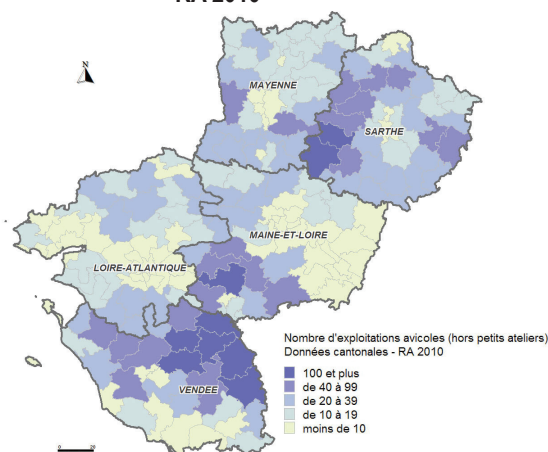 RA 2010
N
MAYENNE
SARTHE
MAINE-ET-LOIRE
LOIRE-ATLANTIQUE
VENDEE
Nombre d'exploitations avicoles (hors petits ateliers)
Données cantonales - RA 2010
100 et plus
de 40 à 99
de 20 à 39
de 10 à 19
moins de 10
0 20